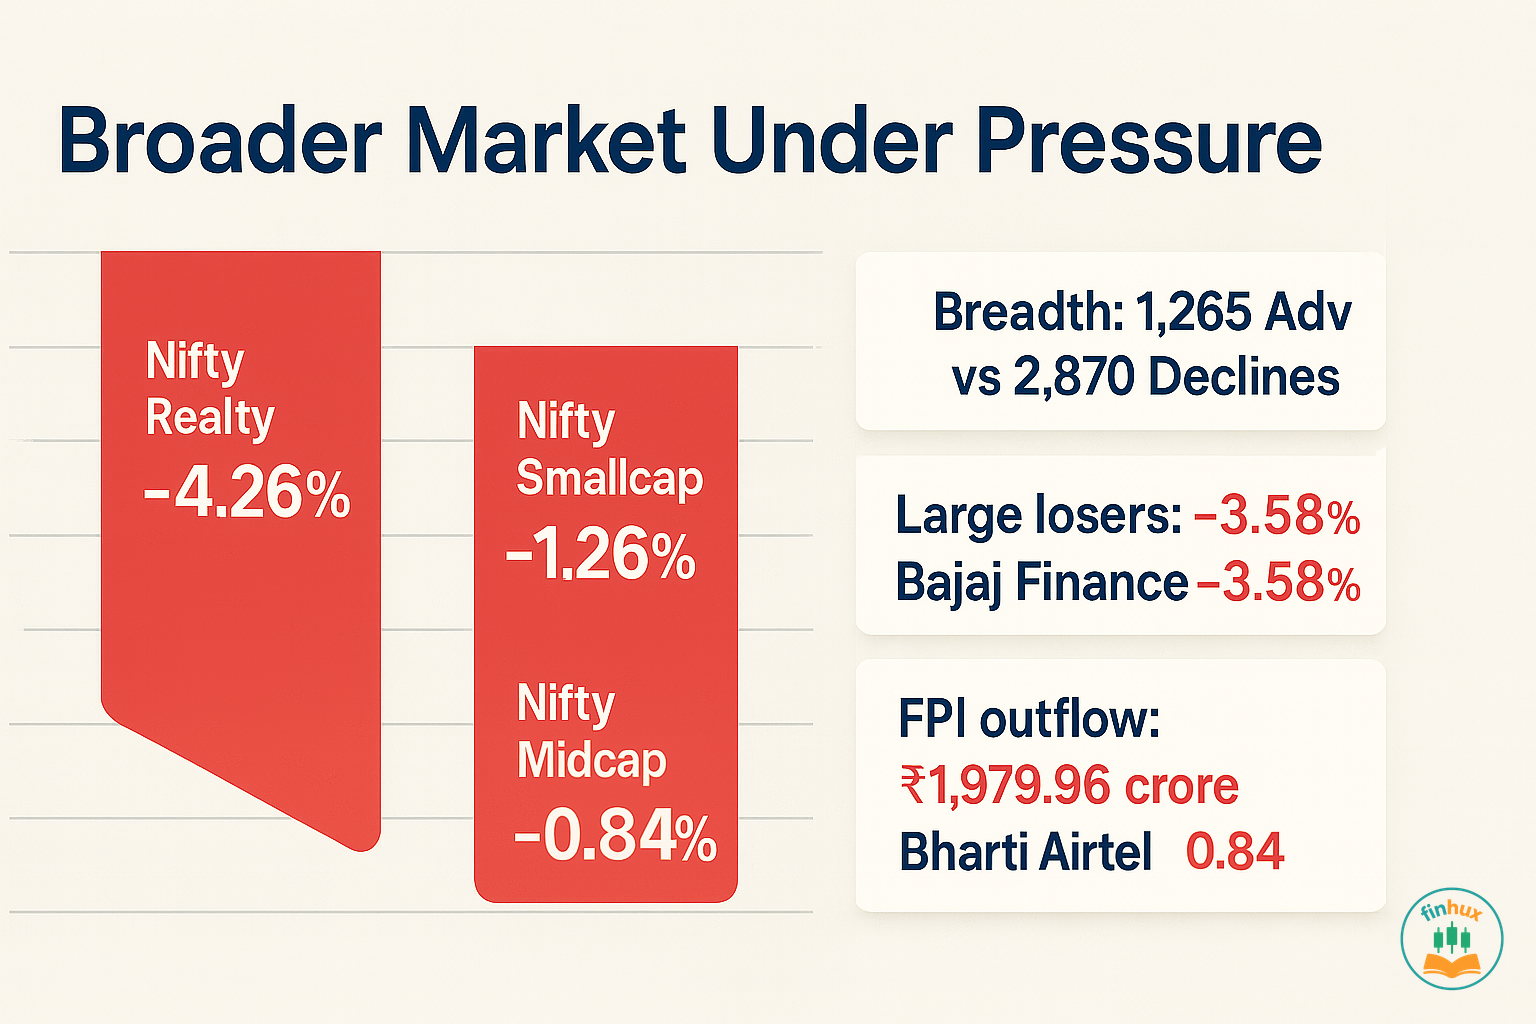 Broader Market Under Pressure
Nifty
Realty
-4.26%
Nifty
Smallcap
-1.26%
Nifty
Midcap
-0.84%
Breadth: 1,265 Adv
vs 2,870 Declines
Large losers: -3.58%
Bajaj Finance -3.58%
FPI outflow:
₹1,979.96 crore
Bharti Airtel 0.84
finhux